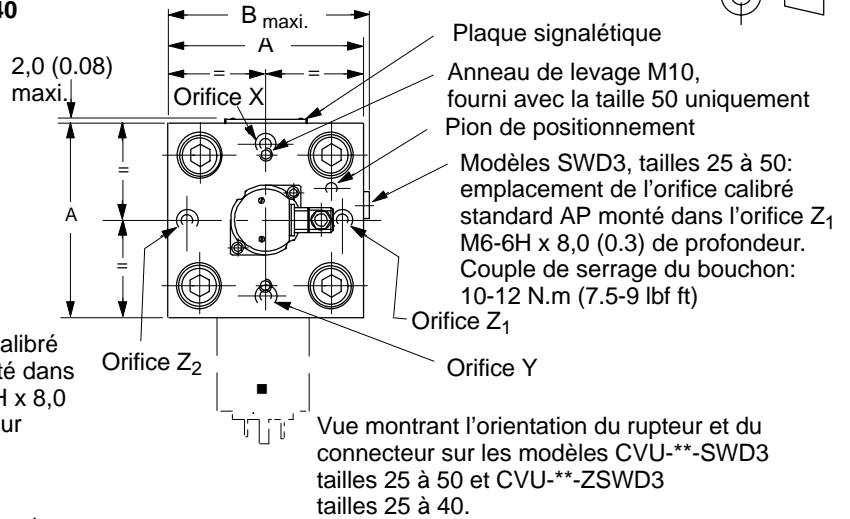 40
B maxi.
A
= =
2,0 (0.08)
maxi.
Orifice X
Plaque signalétique
Anneau de levage M10,
fourni avec la taille 50 uniquement
Pion de positionnement
Modèles SWD3, tailles 25 à 50:
emplacement de l’orifice calibré
standard AP monté dans l’orifice Z1
M6-6H x 8,0 (0.3) de profondeur.
Couple de serrage du bouchon:
10-12 N.m (7.5-9 lbf ft)
=
A
=
Orifice Z1
Orifice Z2
Orifice Y
alibré
té dans
H x 8,0
ur
Vue montrant l’orientation du rupteur et du
connecteur sur les modèles CVU-**-SWD3
tailles 25 à 50 et CVU-**-ZSWD3
tailles 25 à 40.